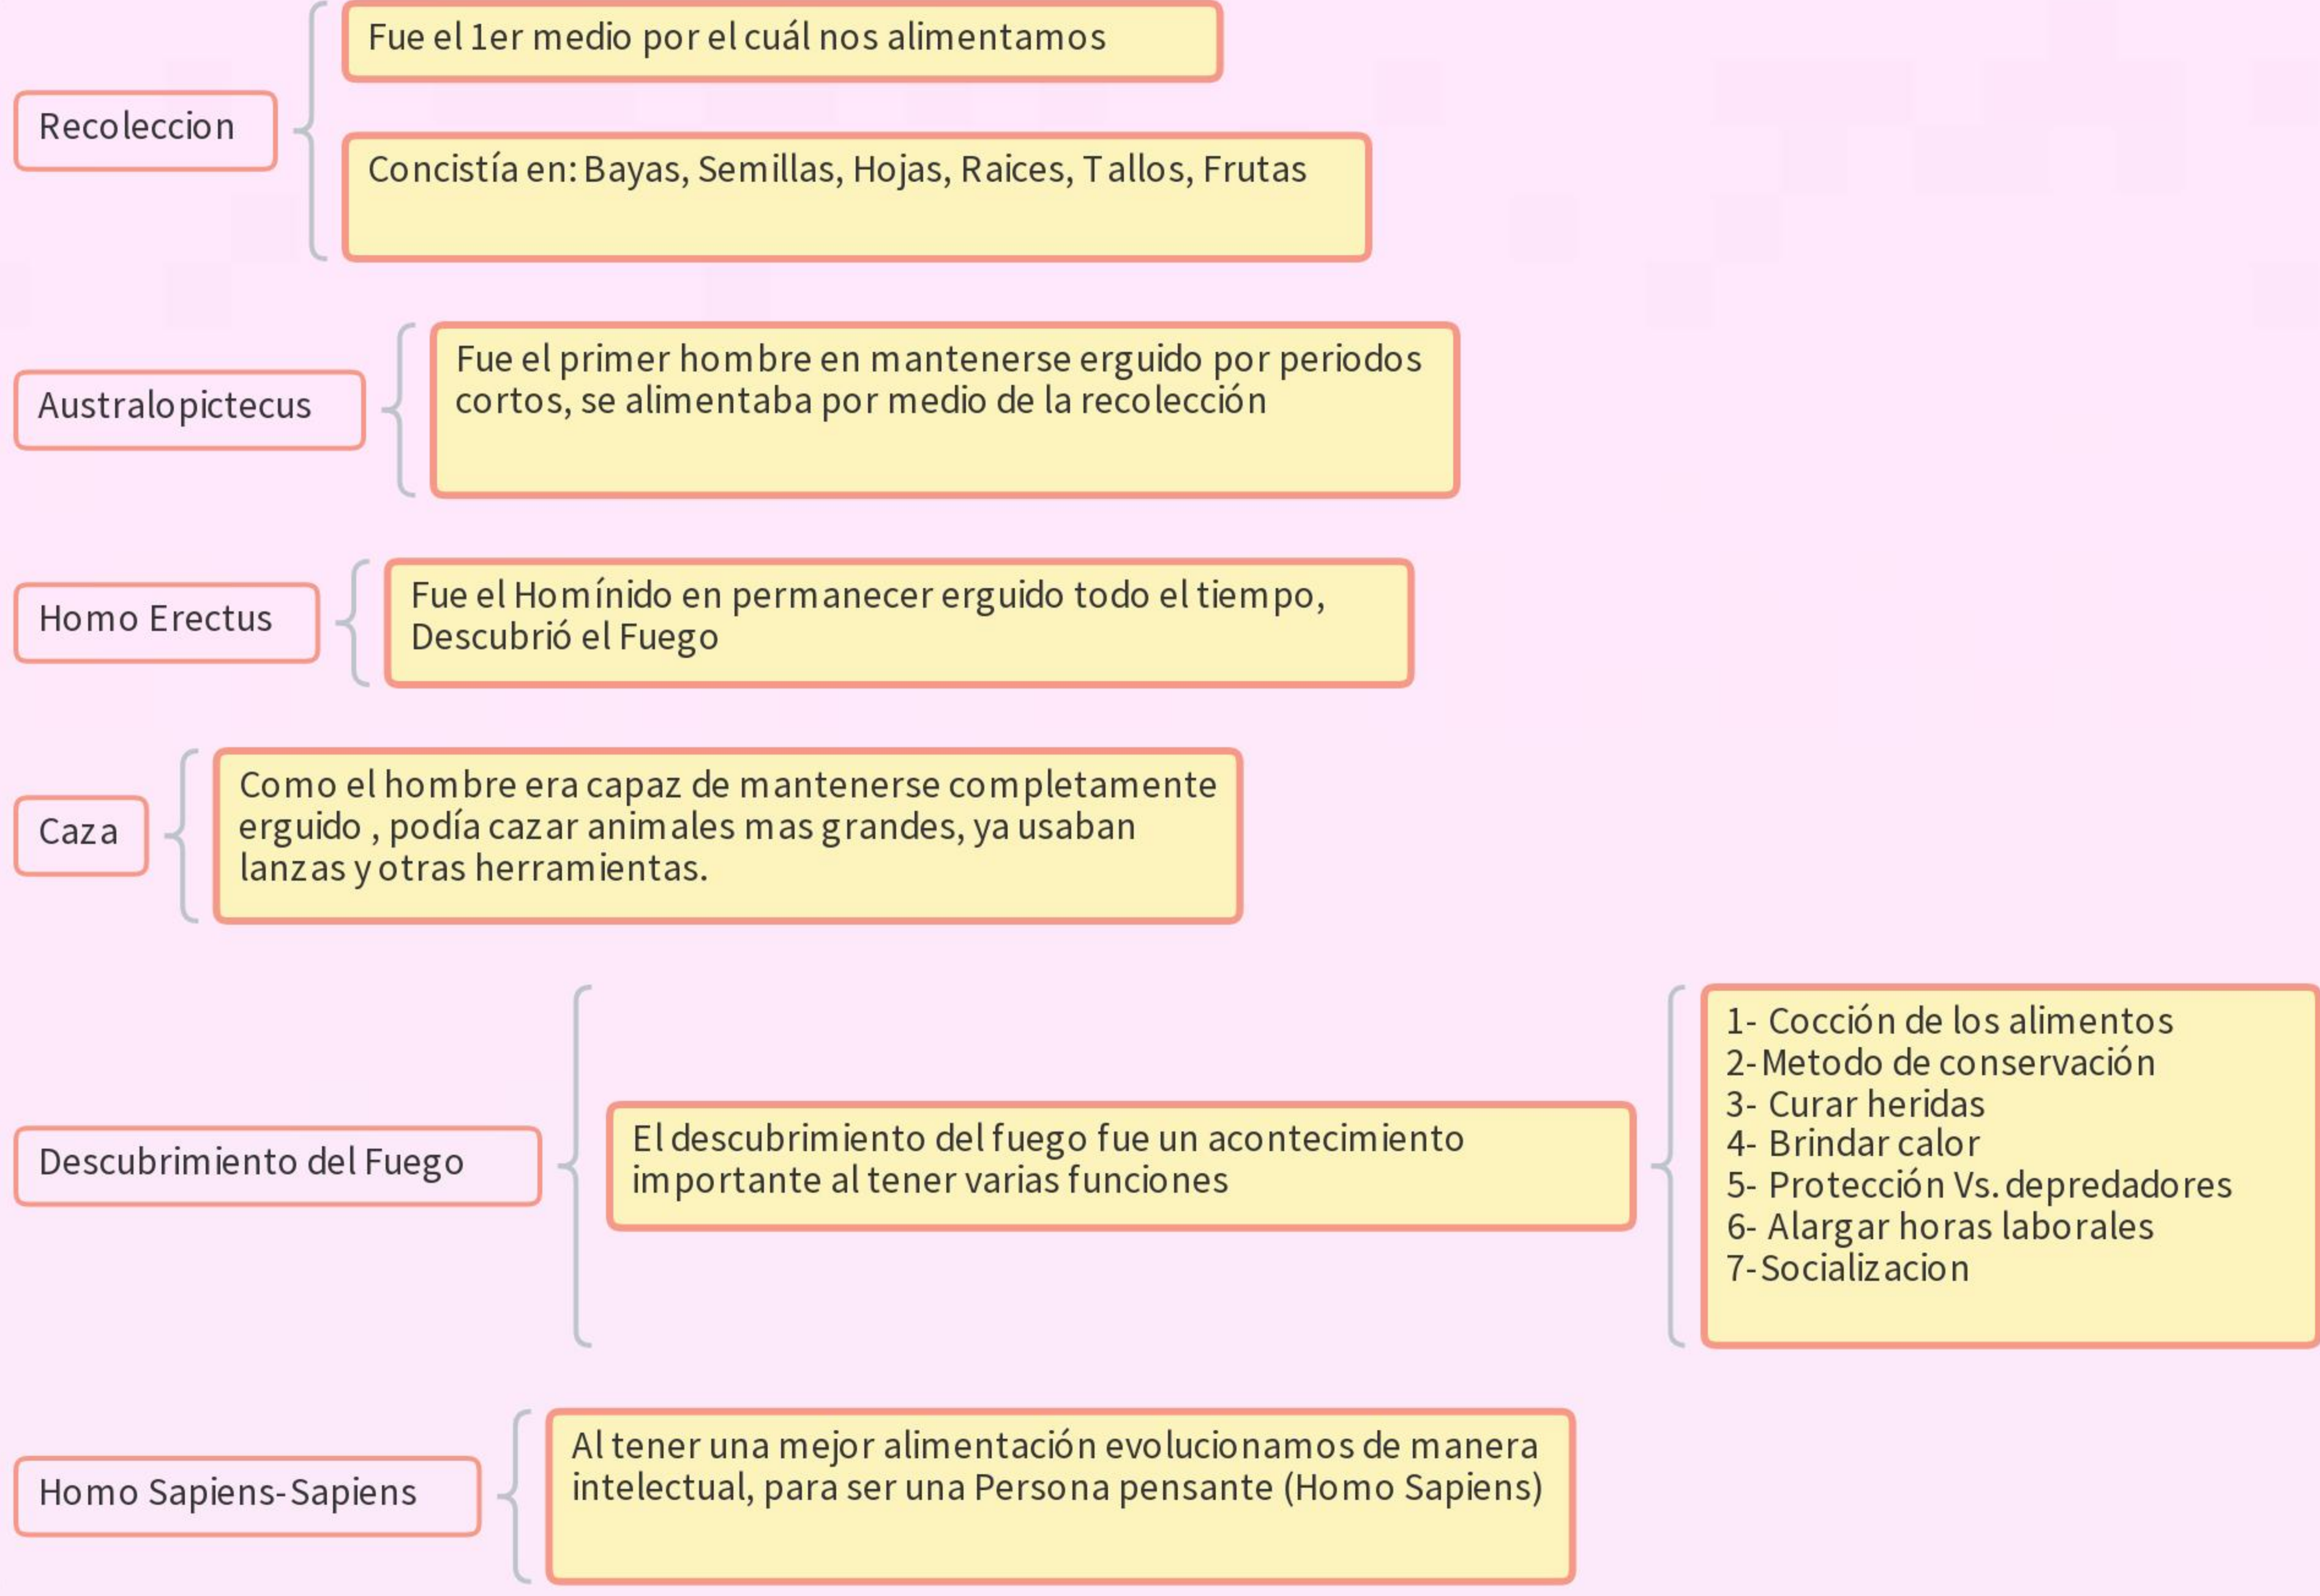 Recoleccion
Fue el 1er medio por el cuál nos alimentamos
Concistía en: Bayas, Semillas, Hojas, Raices, Tallos, Frutas
Australopictecus
Fue el primer hombre en mantenerse erguido por periodos
cortos, se alimentaba por medio de la recolección
Homo Erectus
Fue el Homínido en permanecer erguido todo el tiempo,
Descubrió el Fuego
Caza
Como el hombre era capaz de mantenerse completamente
erguido , podía cazar animales mas grandes, ya usaban
lanzas y otras herramientas.
Descubrimiento del Fuego
El descubrimiento del fuego fue un acontecimiento
importante al tener varias funciones
1- Cocción de los alimentos
2-Metodo de conservación
3- Curar heridas
4- Brindar calor
5- Protección Vs. depredadores
6- Alargar horas laborales
7-Socializacion
Homo Sapiens-Sapiens
Al tener una mejor alimentación evolucionamos de manera
intelectual, para ser una Persona pensante (Homo Sapiens)